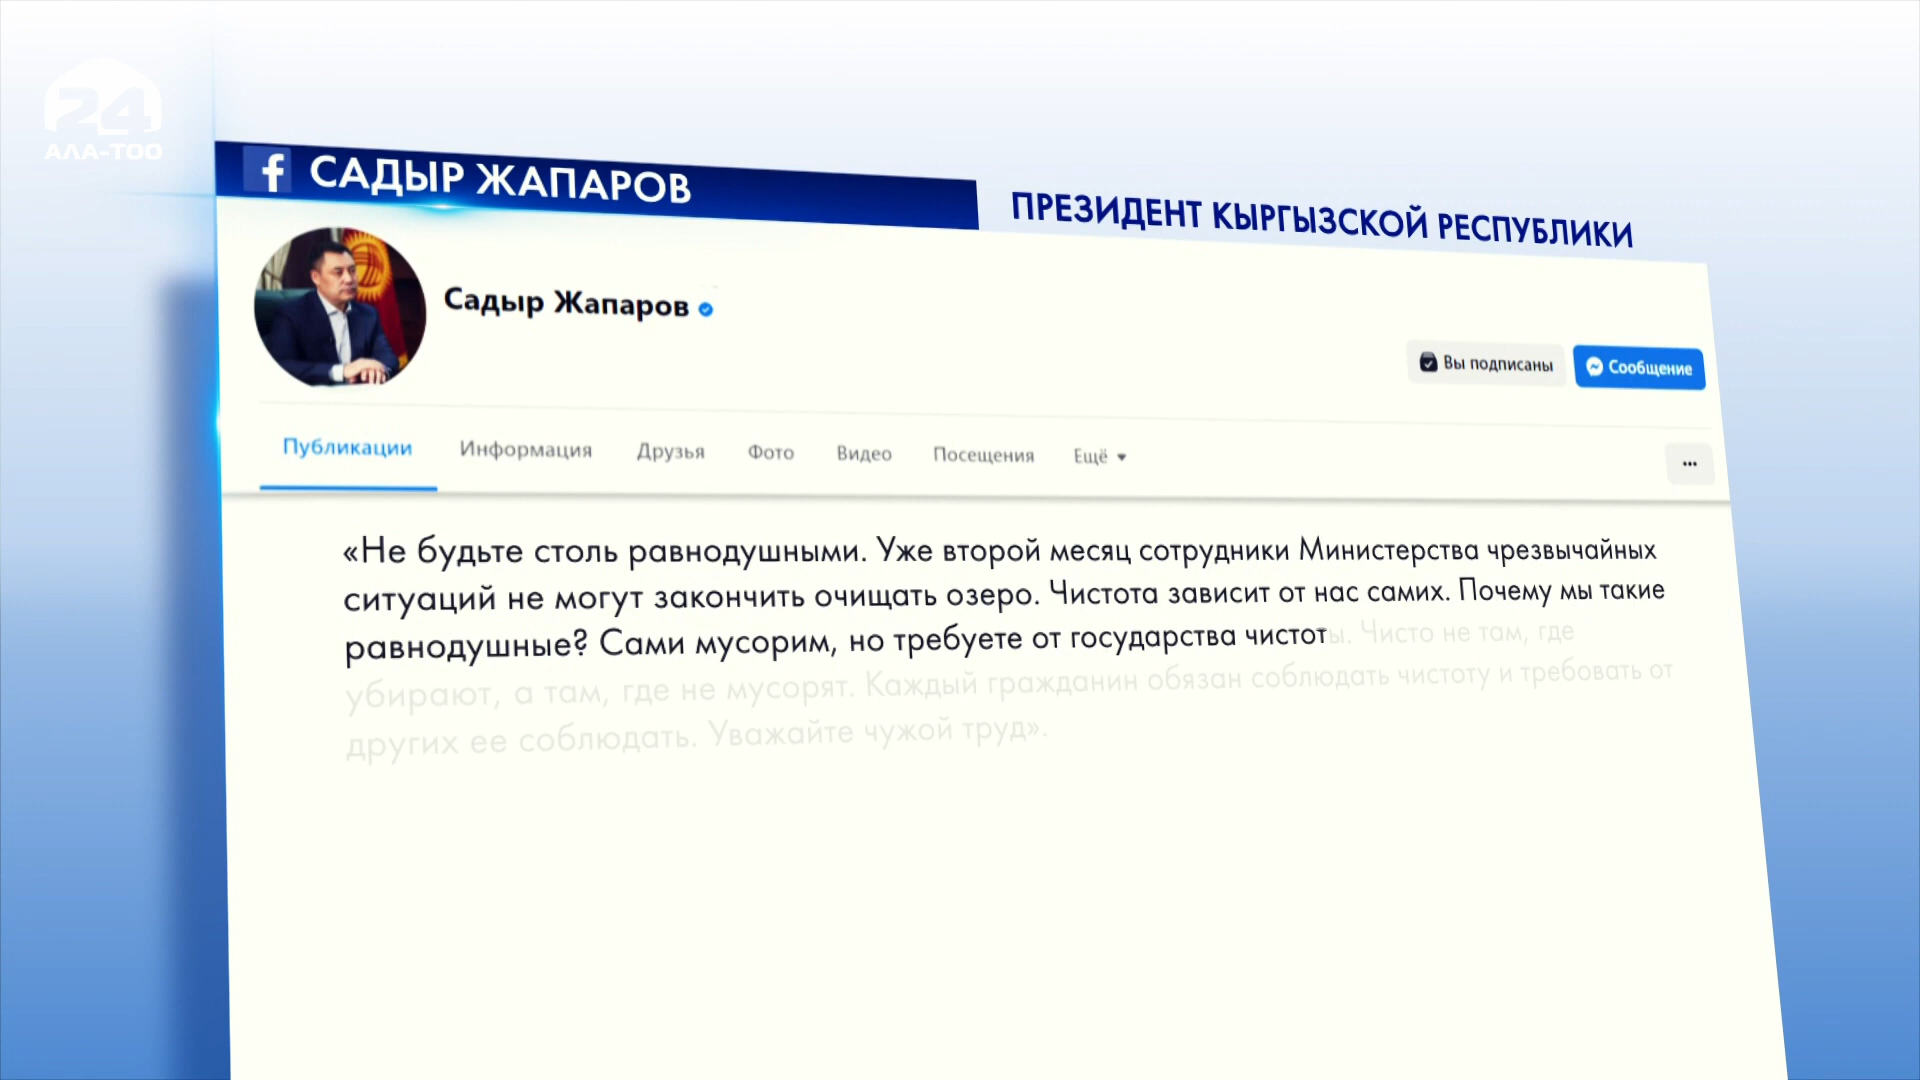 24
АЛА-ТОО
САДЫР ЖАПАРОВ
ПРЕЗИДЕНТ КЫРГЫЗСКОЙ РЕСПУБЛИКИ
Садыр Жапаров
Вы подписаны
Сообщение
Публикации Информация Друзья Фото Видео Посещения Ещё
«Не будьте столь равнодушными. Уже второй месяц сотрудники Министерства чрезвычайных
ситуаций не могут закончить очищать озеро. Чистота зависит от нас самих. Почему мы такие
равнодушные? Сами мусорим, но требуете от государства чистоты. Чисто не там, где
убирают, а там, где не мусорят. Каждый гражданин обязан соблюдать чистоту и требовать от
других ее соблюдать. Уважайте чужой труд».